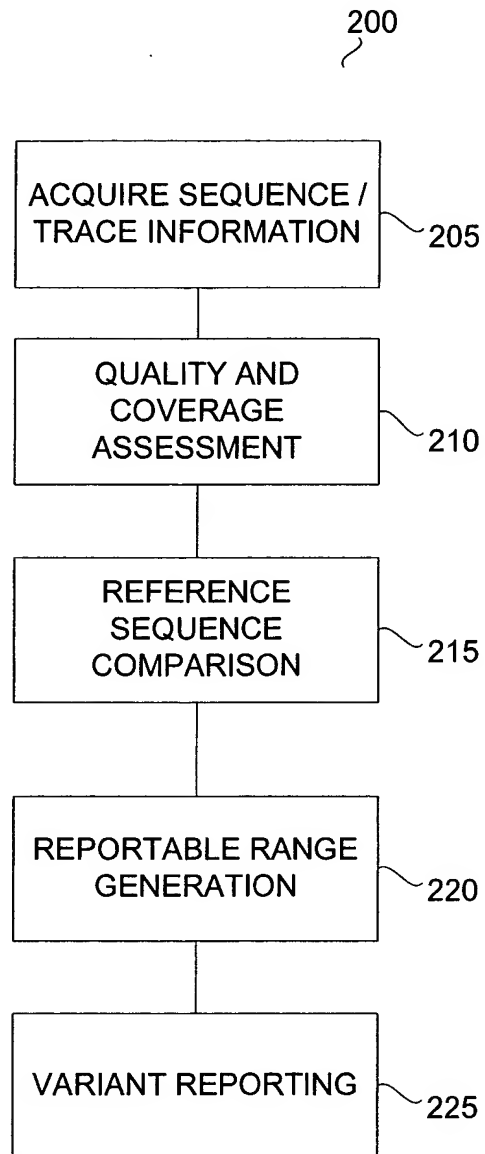 200
ACQUIRE SEQUENCE /
TRACE INFORMATION
205
QUALITY AND
COVERAGE
ASSESSMENT
210
REFERENCE
SEQUENCE
COMPARISON
215
REPORTABLE RANGE
GENERATION
220
VARIANT REPORTING
225